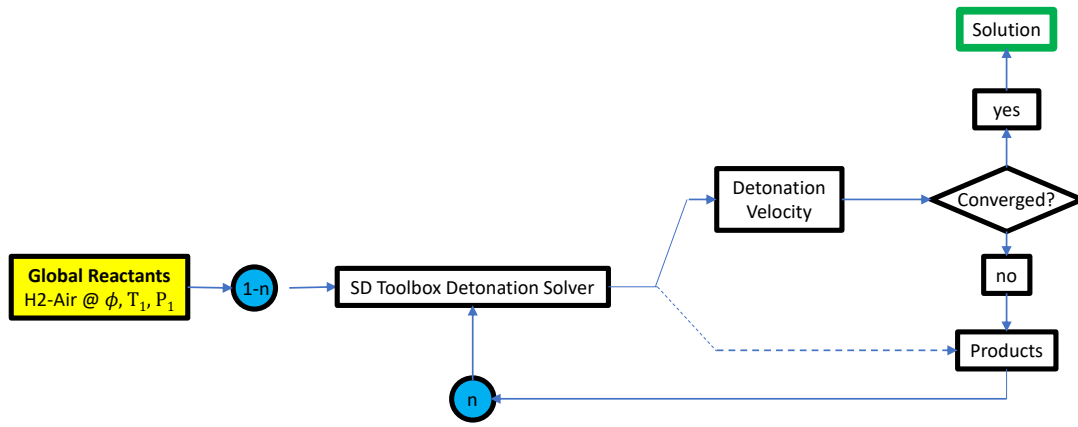 Solution
yes
Detonation
Velocity
Converged?
Global Reactants
H2-Air @ ϕ, T₁, P₁
1-n
SD Toolbox Detonation Solver
no
Products
n